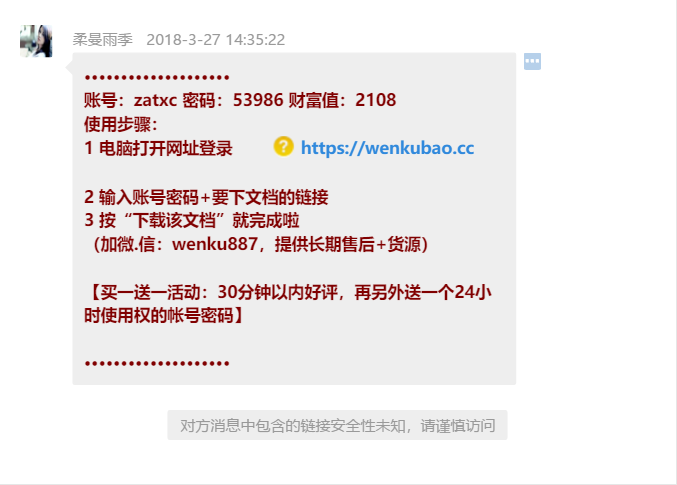 柔曼雨季 2018-3-27 14:35:22
••••••••••••••••••••
账号：zatxc 密码：53986 财富值：2108
使用步骤：
1 电脑打开网址登录 https://wenkubao.cc
2 输入账号密码+要下文档的链接
3 按“下载该文档”就完成啦
（加微.信：wenku887，提供长期售后+货源）
【买一送一活动：30分钟以内好评，再另外送一个24小
时使用权的帐号密码】
••••••••••••••••••••
对方消息中包含的链接安全性未知，请谨慎访问